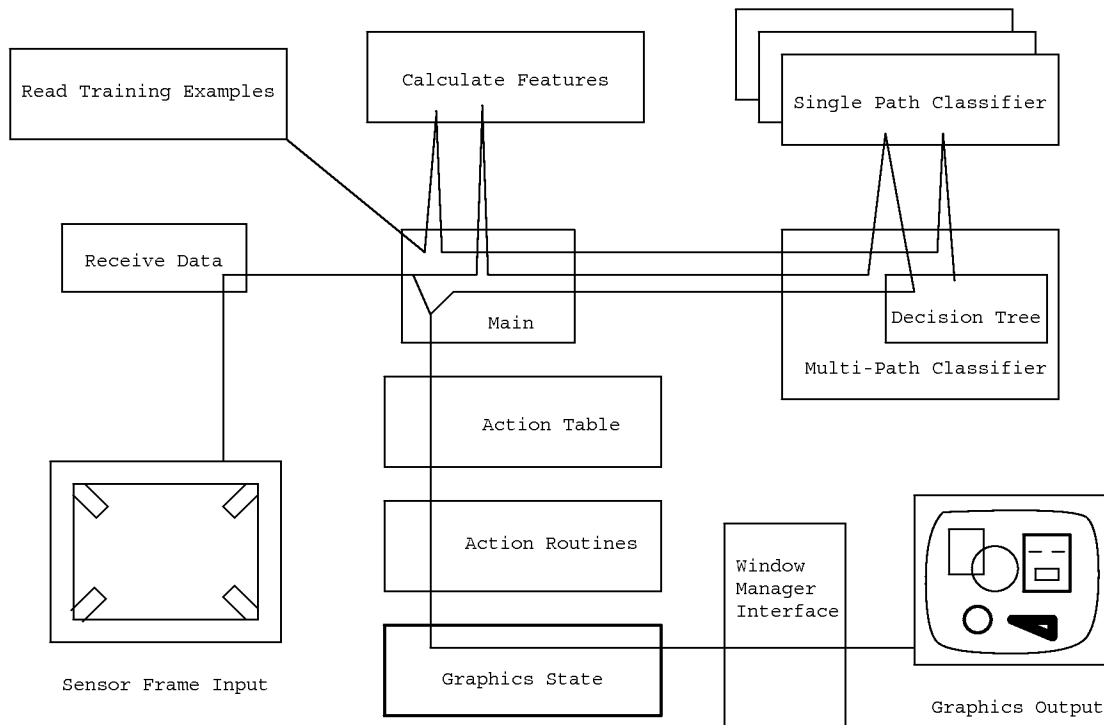 Read Training Examples
Calculate Features
Single Path Classifier
Receive Data
Main
Decision Tree
Multi-Path Classifier
Action Table
Action Routines
Window
Manager
Interface
Graphics State
Sensor Frame Input
Graphics Output